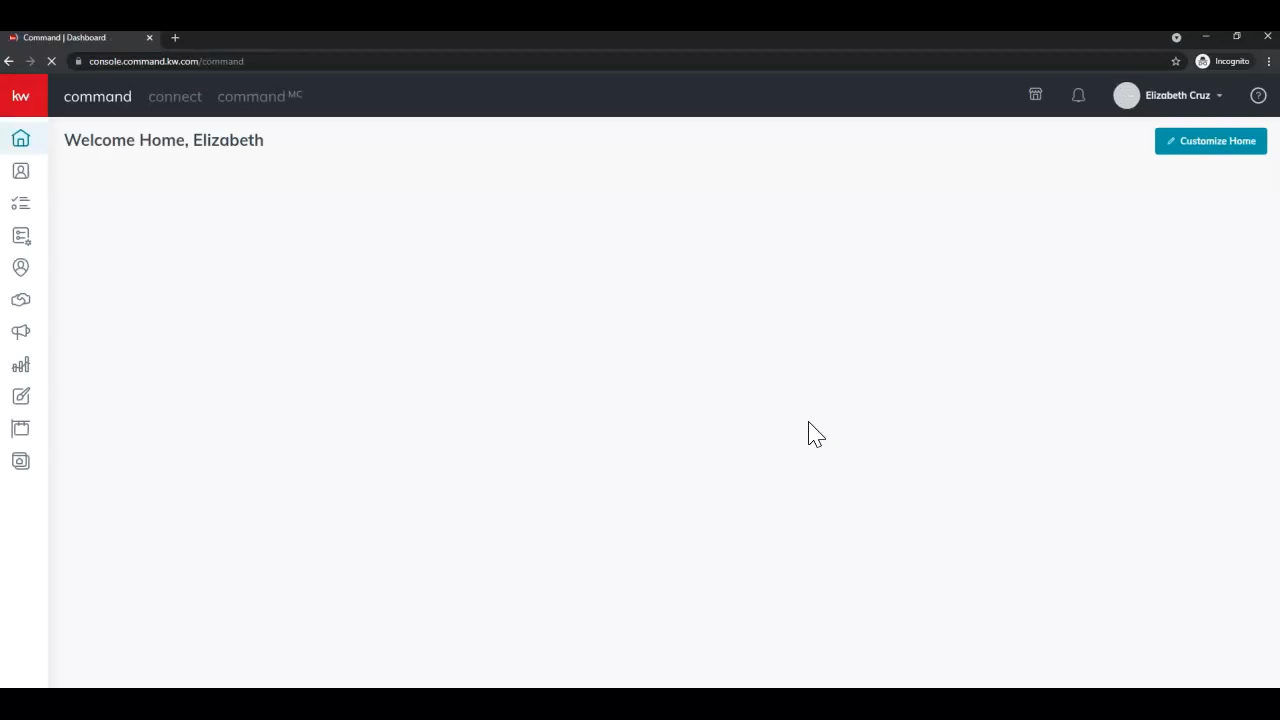 Command | Dashboard
console.command.kw.com/command
Incognito
kw
command connect command MC
Elizabeth Cruz
Welcome Home, Elizabeth
Customize Home